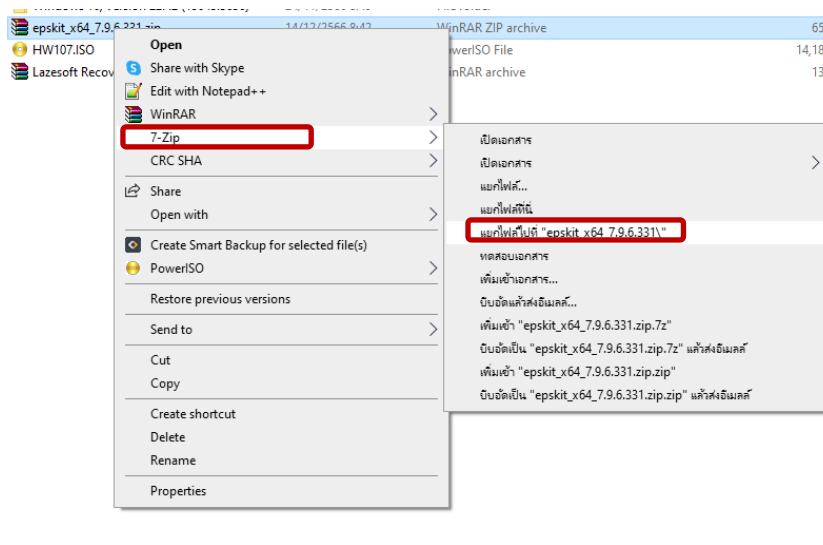 epskit_x64_7.9.6.331.zip 14/12/2566 8:42 WinRAR ZIP archive 65
HW107.ISO PowerISO File 14,18
Lazesoft Recov WinRAR archive 13
Open
Share with Skype
Edit with Notepad++
WinRAR
7-Zip
CRC SHA
Share
Open with
Create Smart Backup for selected file(s)
PowerISO
Restore previous versions
Send to
Cut
Copy
Create shortcut
Delete
Rename
Properties
เปิดเอกสาร
เปิดเอกสาร
แยกไฟล์...
แยกไฟล์ที่นี่
แยกไฟล์ไปที่ "epskit_x64_7.9.6.331\"
ทดสอบเอกสาร
เพิ่มเข้าเอกสาร...
บีบอัดแล้วส่งอีเมลล์...
เพิ่มเข้า "epskit_x64_7.9.6.331.zip.7z"
บีบอัดเป็น "epskit_x64_7.9.6.331.zip.7z" แล้วส่งอีเมลล์
เพิ่มเข้า "epskit_x64_7.9.6.331.zip.zip"
บีบอัดเป็น "epskit_x64_7.9.6.331.zip.zip" แล้วส่งอีเมลล์